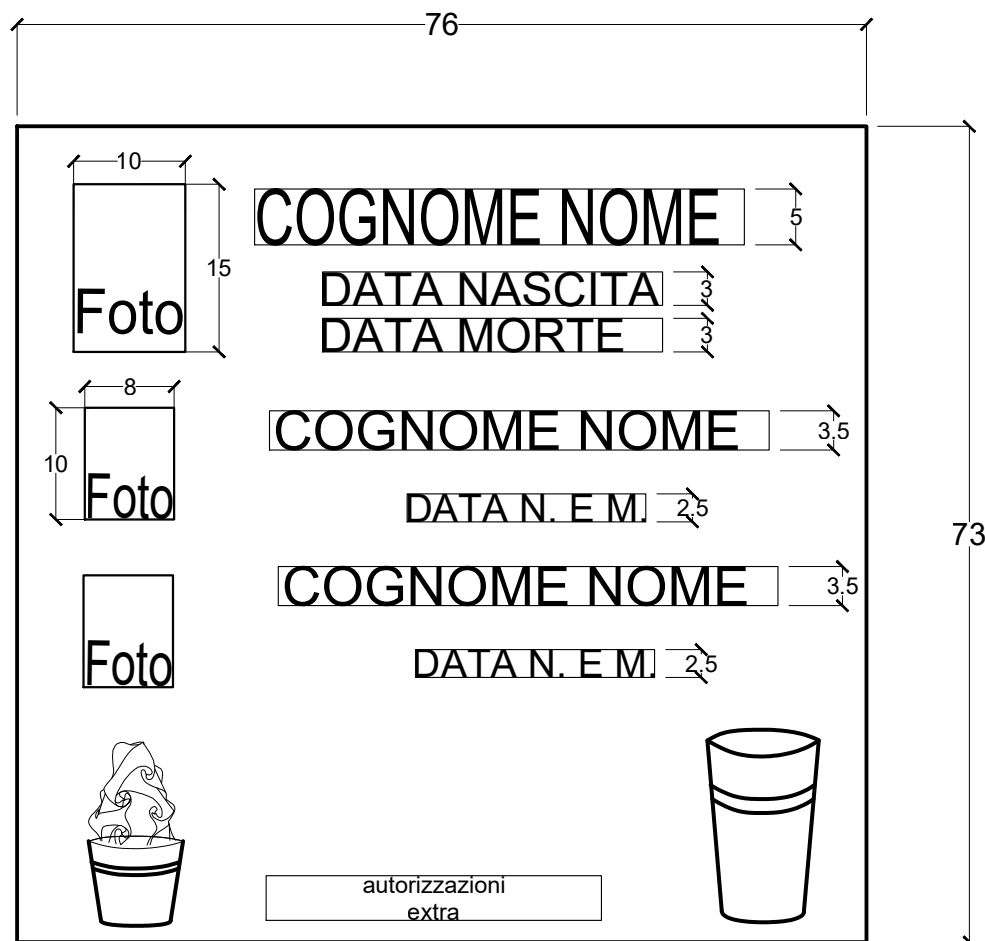 76
10
COGNOME NOME
5
15
DATA NASCITA
3
Foto
DATA MORTE
3
8
COGNOME NOME
3.5
10
Foto
DATA N. E M.
2.5
73
COGNOME NOME
3.5
Foto
DATA N. E M.
2.5
autorizzazioni
extra